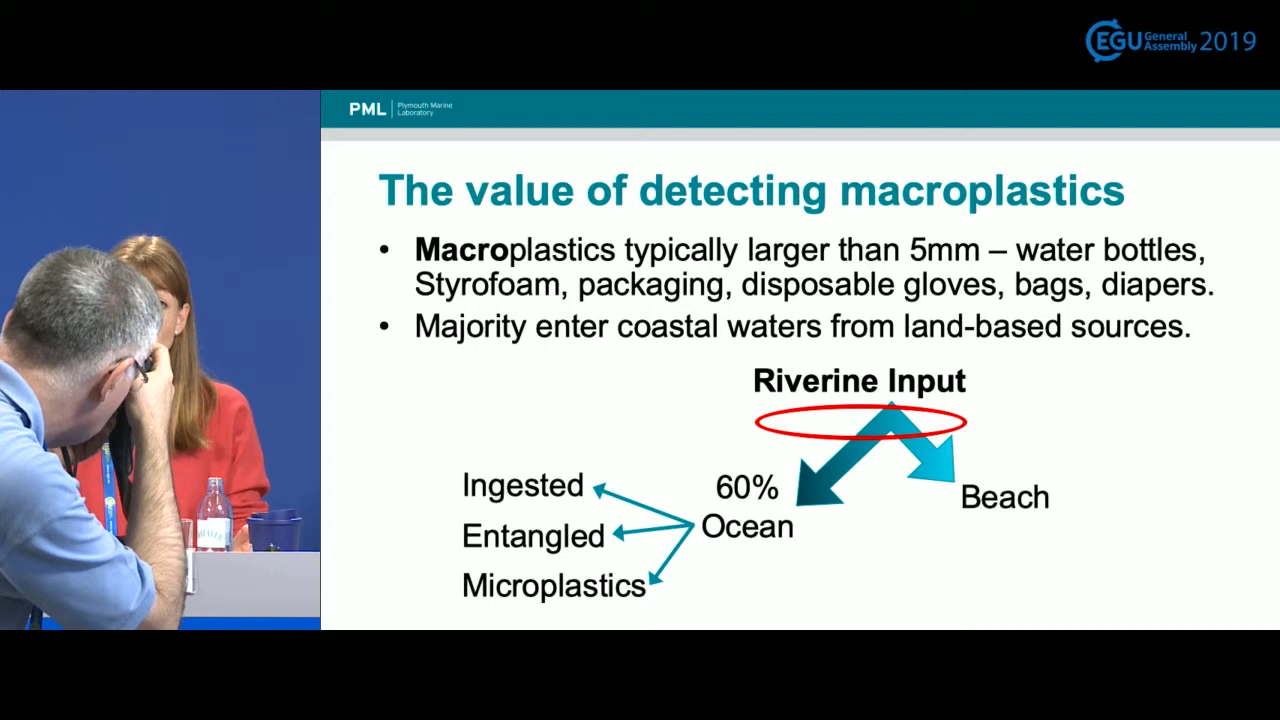 EGU General Assembly 2019
PML | Plymouth Marine Laboratory
The value of detecting macroplastics
• Macroplastics typically larger than 5mm – water bottles,
Styrofoam, packaging, disposable gloves, bags, diapers.
• Majority enter coastal waters from land-based sources.
Riverine Input
Ingested
60%
Beach
Entangled
Ocean
Microplastics